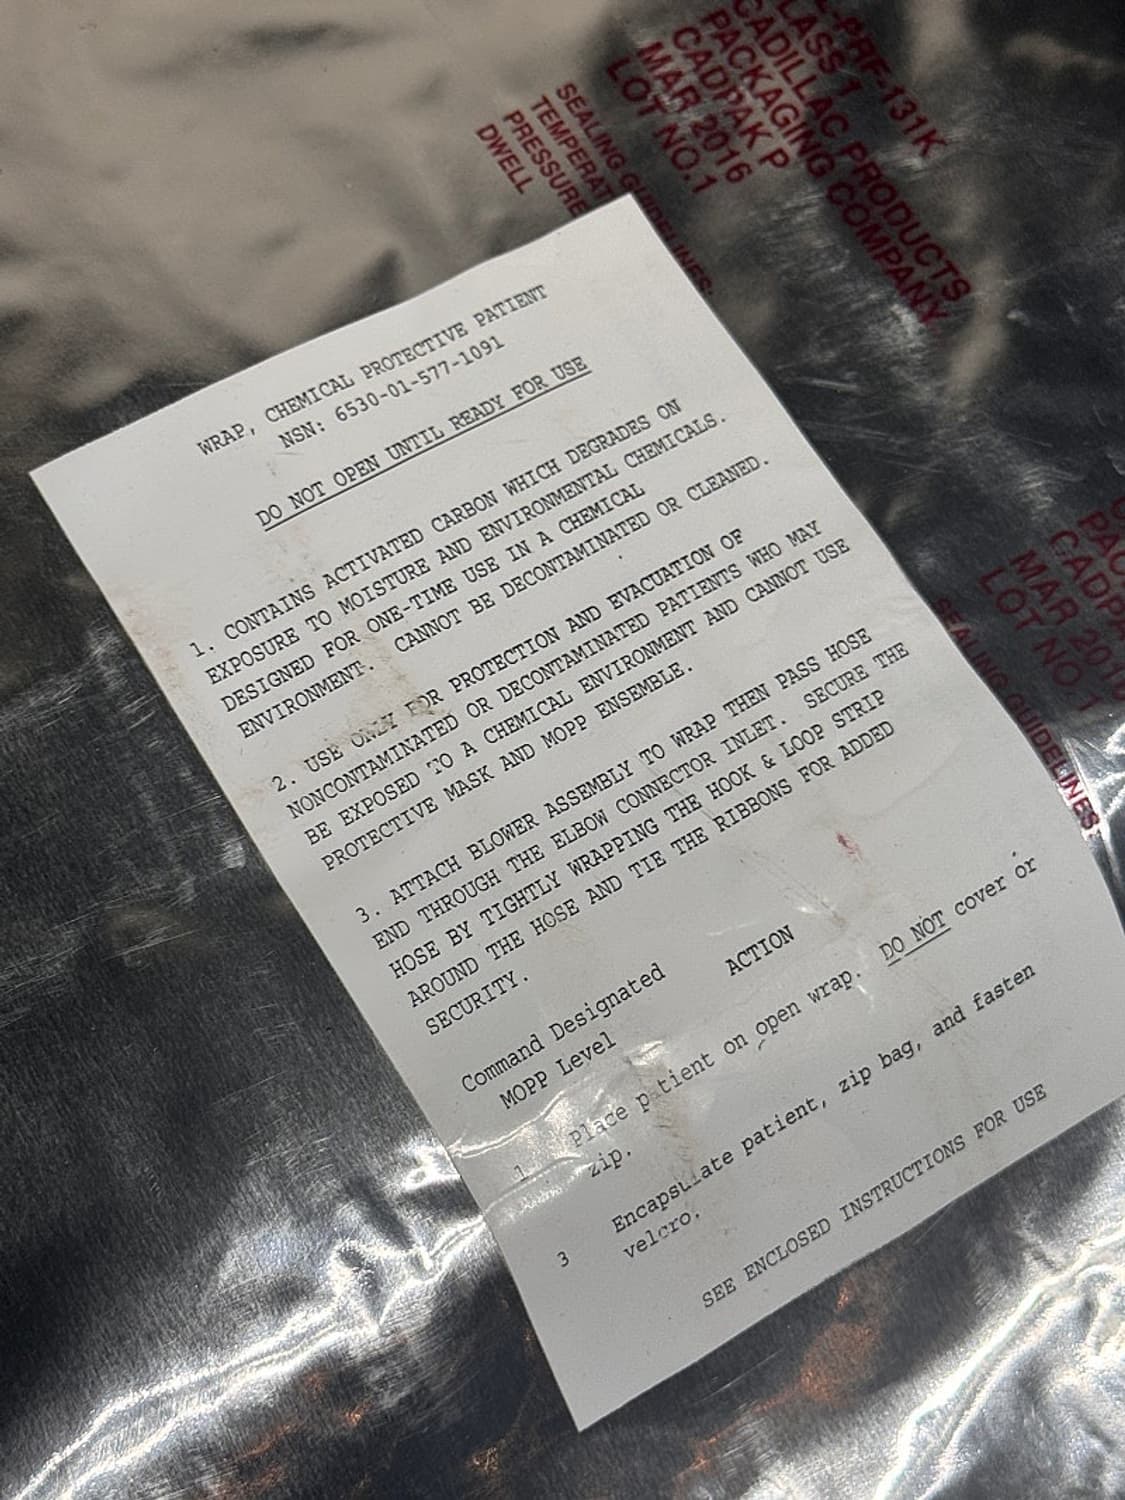 L-PRF-131K
LASS 1
CADILLAC PRODUCTS
PACKAGING COMPANY
CADPAK P
MAR 2016
LOT NO.1
SEALING GUIDELINES:
TEMPERAT
PRESSURE
DWELL
WRAP, CHEMICAL PROTECTIVE PATIENT
NSN: 6530-01-577-1091
DO NOT OPEN UNTIL READY FOR USE
1. CONTAINS ACTIVATED CARBON WHICH DEGRADES ON
EXPOSURE TO MOISTURE AND ENVIRONMENTAL CHEMICALS.
DESIGNED FOR ONE-TIME USE IN A CHEMICAL
ENVIRONMENT. CANNOT BE DECONTAMINATED OR CLEANED.
2. USE ONLY FOR PROTECTION AND EVACUATION OF
NONCONTAMINATED OR DECONTAMINATED PATIENTS WHO MAY
BE EXPOSED TO A CHEMICAL ENVIRONMENT AND CANNOT USE
PROTECTIVE MASK AND MOPP ENSEMBLE.
3. ATTACH BLOWER ASSEMBLY TO WRAP THEN PASS HOSE
END THROUGH THE ELBOW CONNECTOR INLET. SECURE THE
HOSE BY TIGHTLY WRAPPING THE HOOK & LOOP STRIP
AROUND THE HOSE AND TIE THE RIBBONS FOR ADDED
SECURITY.
Command Designated ACTION
MOPP Level
1 Place patient on open wrap. DO NOT cover or
zip.
3 Encapsulate patient, zip bag, and fasten
velcro.
SEE ENCLOSED INSTRUCTIONS FOR USE
PAC
CADPA
MAR 2016
LOT NO.1
SEALING GUIDELINES: